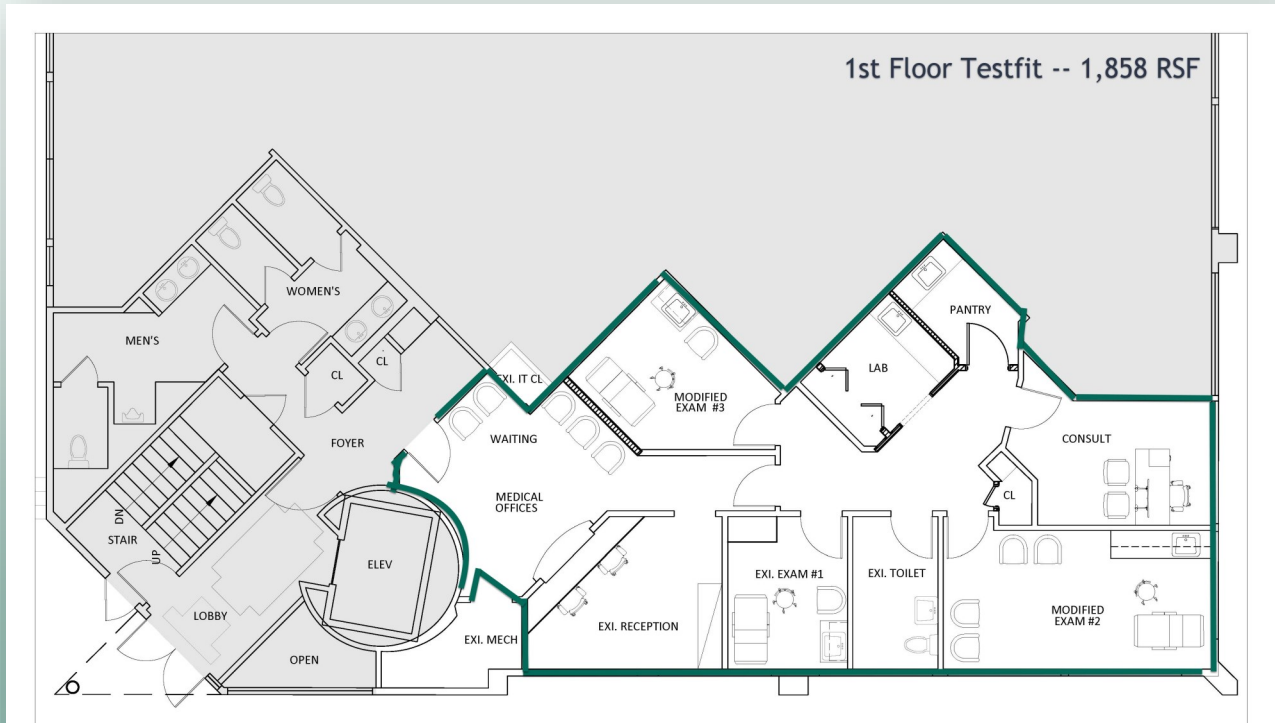 1st Floor Testfit -- 1,858 RSF
WOMEN'S
MEN'S
CL
CL
EXI. IT CL
FOYER
WAITING
MEDICAL
OFFICES
MODIFIED
EXAM #3
LAB
PANTRY
CONSULT
CL
STAIR
DN
UP
ELEV
LOBBY
OPEN
EXI. MECH
EXI. RECEPTION
EXI. EXAM #1
EXI. TOILET
MODIFIED
EXAM #2